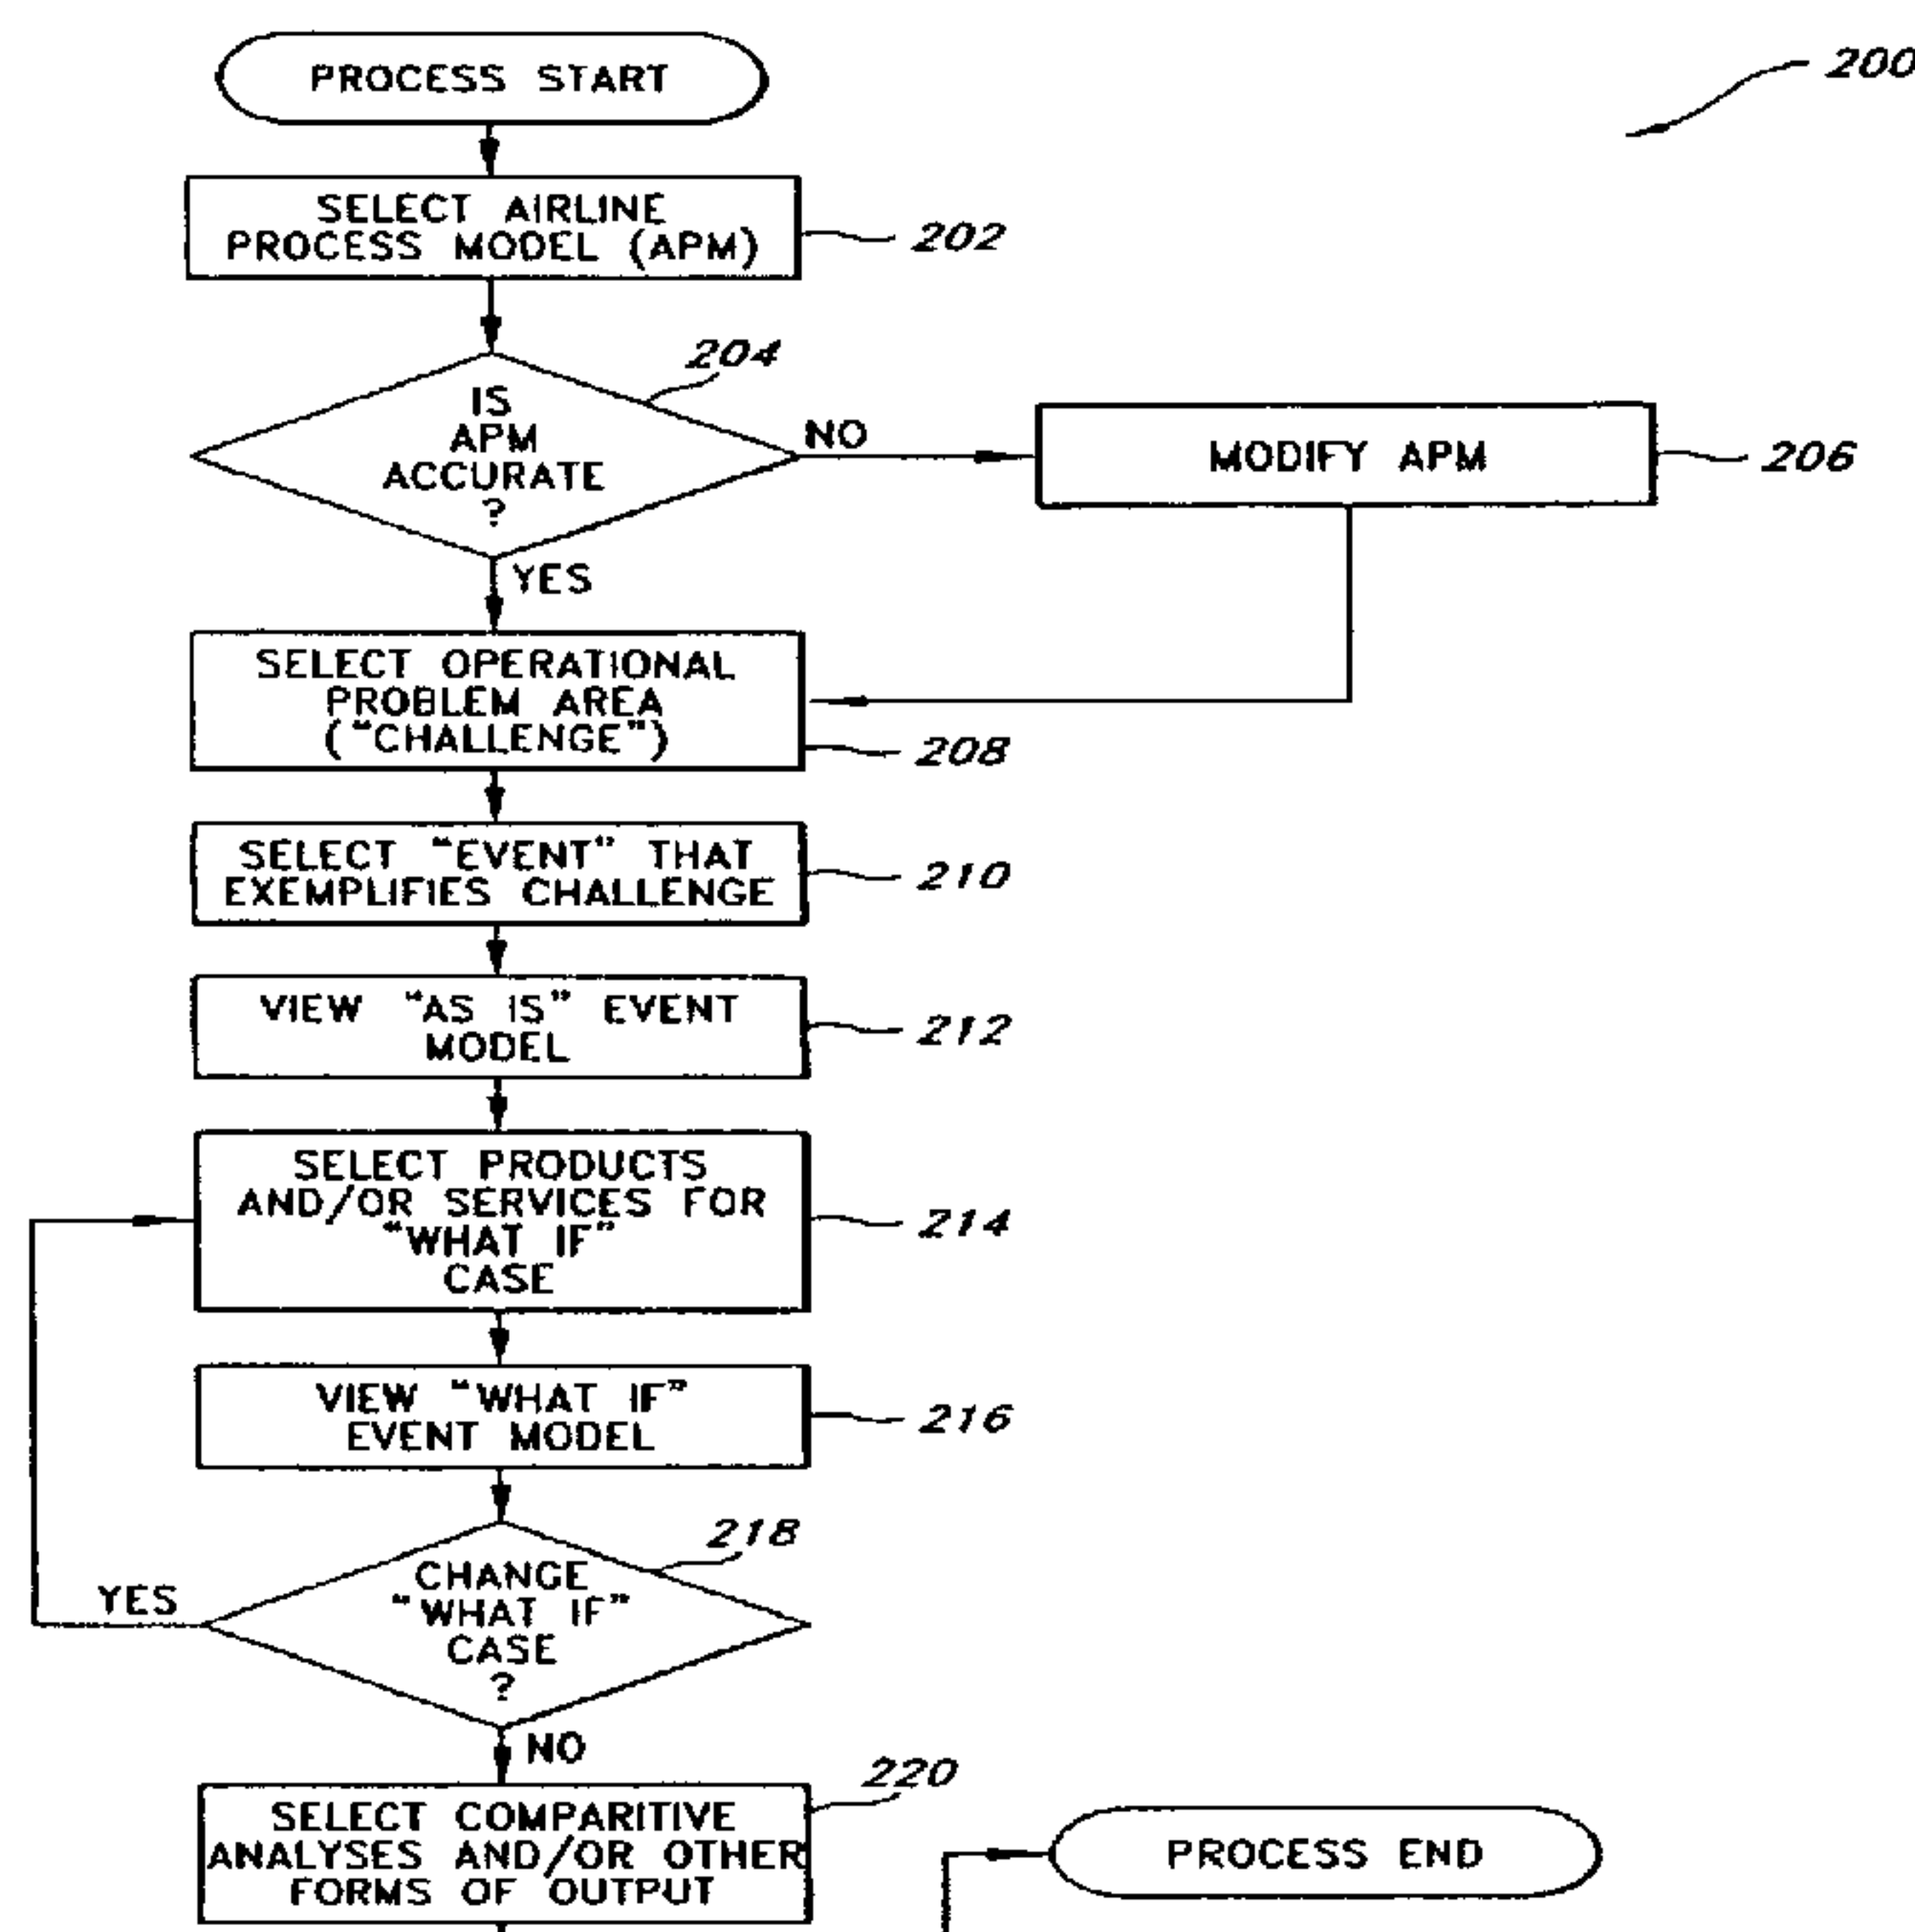 PROCESS START
200
SELECT AIRLINE
PROCESS MODEL (APM)
202
204
IS
APM
ACCURATE
?
NO
MODIFY APM
206
YES
SELECT OPERATIONAL
PROBLEM AREA
("CHALLENGE")
208
SELECT "EVENT" THAT
EXEMPLIFIES CHALLENGE
210
VIEW "AS IS" EVENT
MODEL
212
SELECT PRODUCTS
AND/OR SERVICES FOR
"WHAT IF"
CASE
214
VIEW "WHAT IF"
EVENT MODEL
216
218
CHANGE
"WHAT IF"
CASE
?
YES
NO
220
SELECT COMPARITIVE
ANALYSES AND/OR OTHER
FORMS OF OUTPUT
PROCESS END